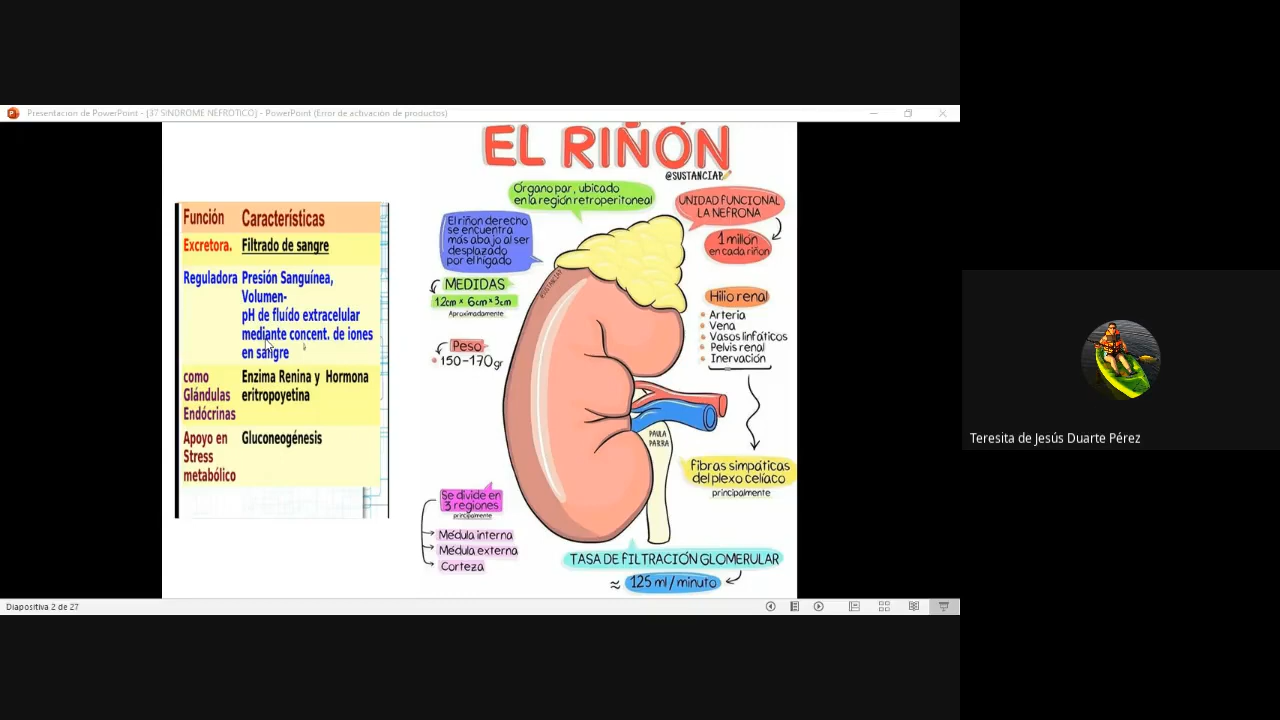 Presentación de PowerPoint - [37 SINDROME NEFROTICO] - PowerPoint (Error de activación de productos)
EL RIÑÓN
@SUSTANCIAP
Órgano par, ubicado
en la región retroperitoneal
UNIDAD FUNCIONAL
LA NEFRONA
1 millón
en cada riñon
El riñon derecho
se encuentra
más abajo al ser
desplazado
por el hígado
MEDIDAS
12cm x 6cm x 3cm
Aproximadamente
Peso
150-170gr
Hilio renal
Arteria
Vena
Vasos linfáticos
Pelvis renal
Inervación
Fibras simpáticas
del plexo celíaco
principalmente
PAULA
PARRA
Se divide en
3 regiones
principalmente
Médula interna
Médula externa
Corteza
TASA DE FILTRACIÓN GLOMERULAR
≈ 125 ml/minuto
Función Características
Excretora. Filtrado de sangre
Reguladora Presión Sanguínea,
Volumen-
pH de fluído extracelular
mediante concent. de iones
en sangre
como Enzima Renina y Hormona
Glándulas eritropoyetina
Endócrinas
Apoyo en Gluconeogénesis
Stress
metabólico
Diapositiva 2 de 27
Teresita de Jesús Duarte Pérez